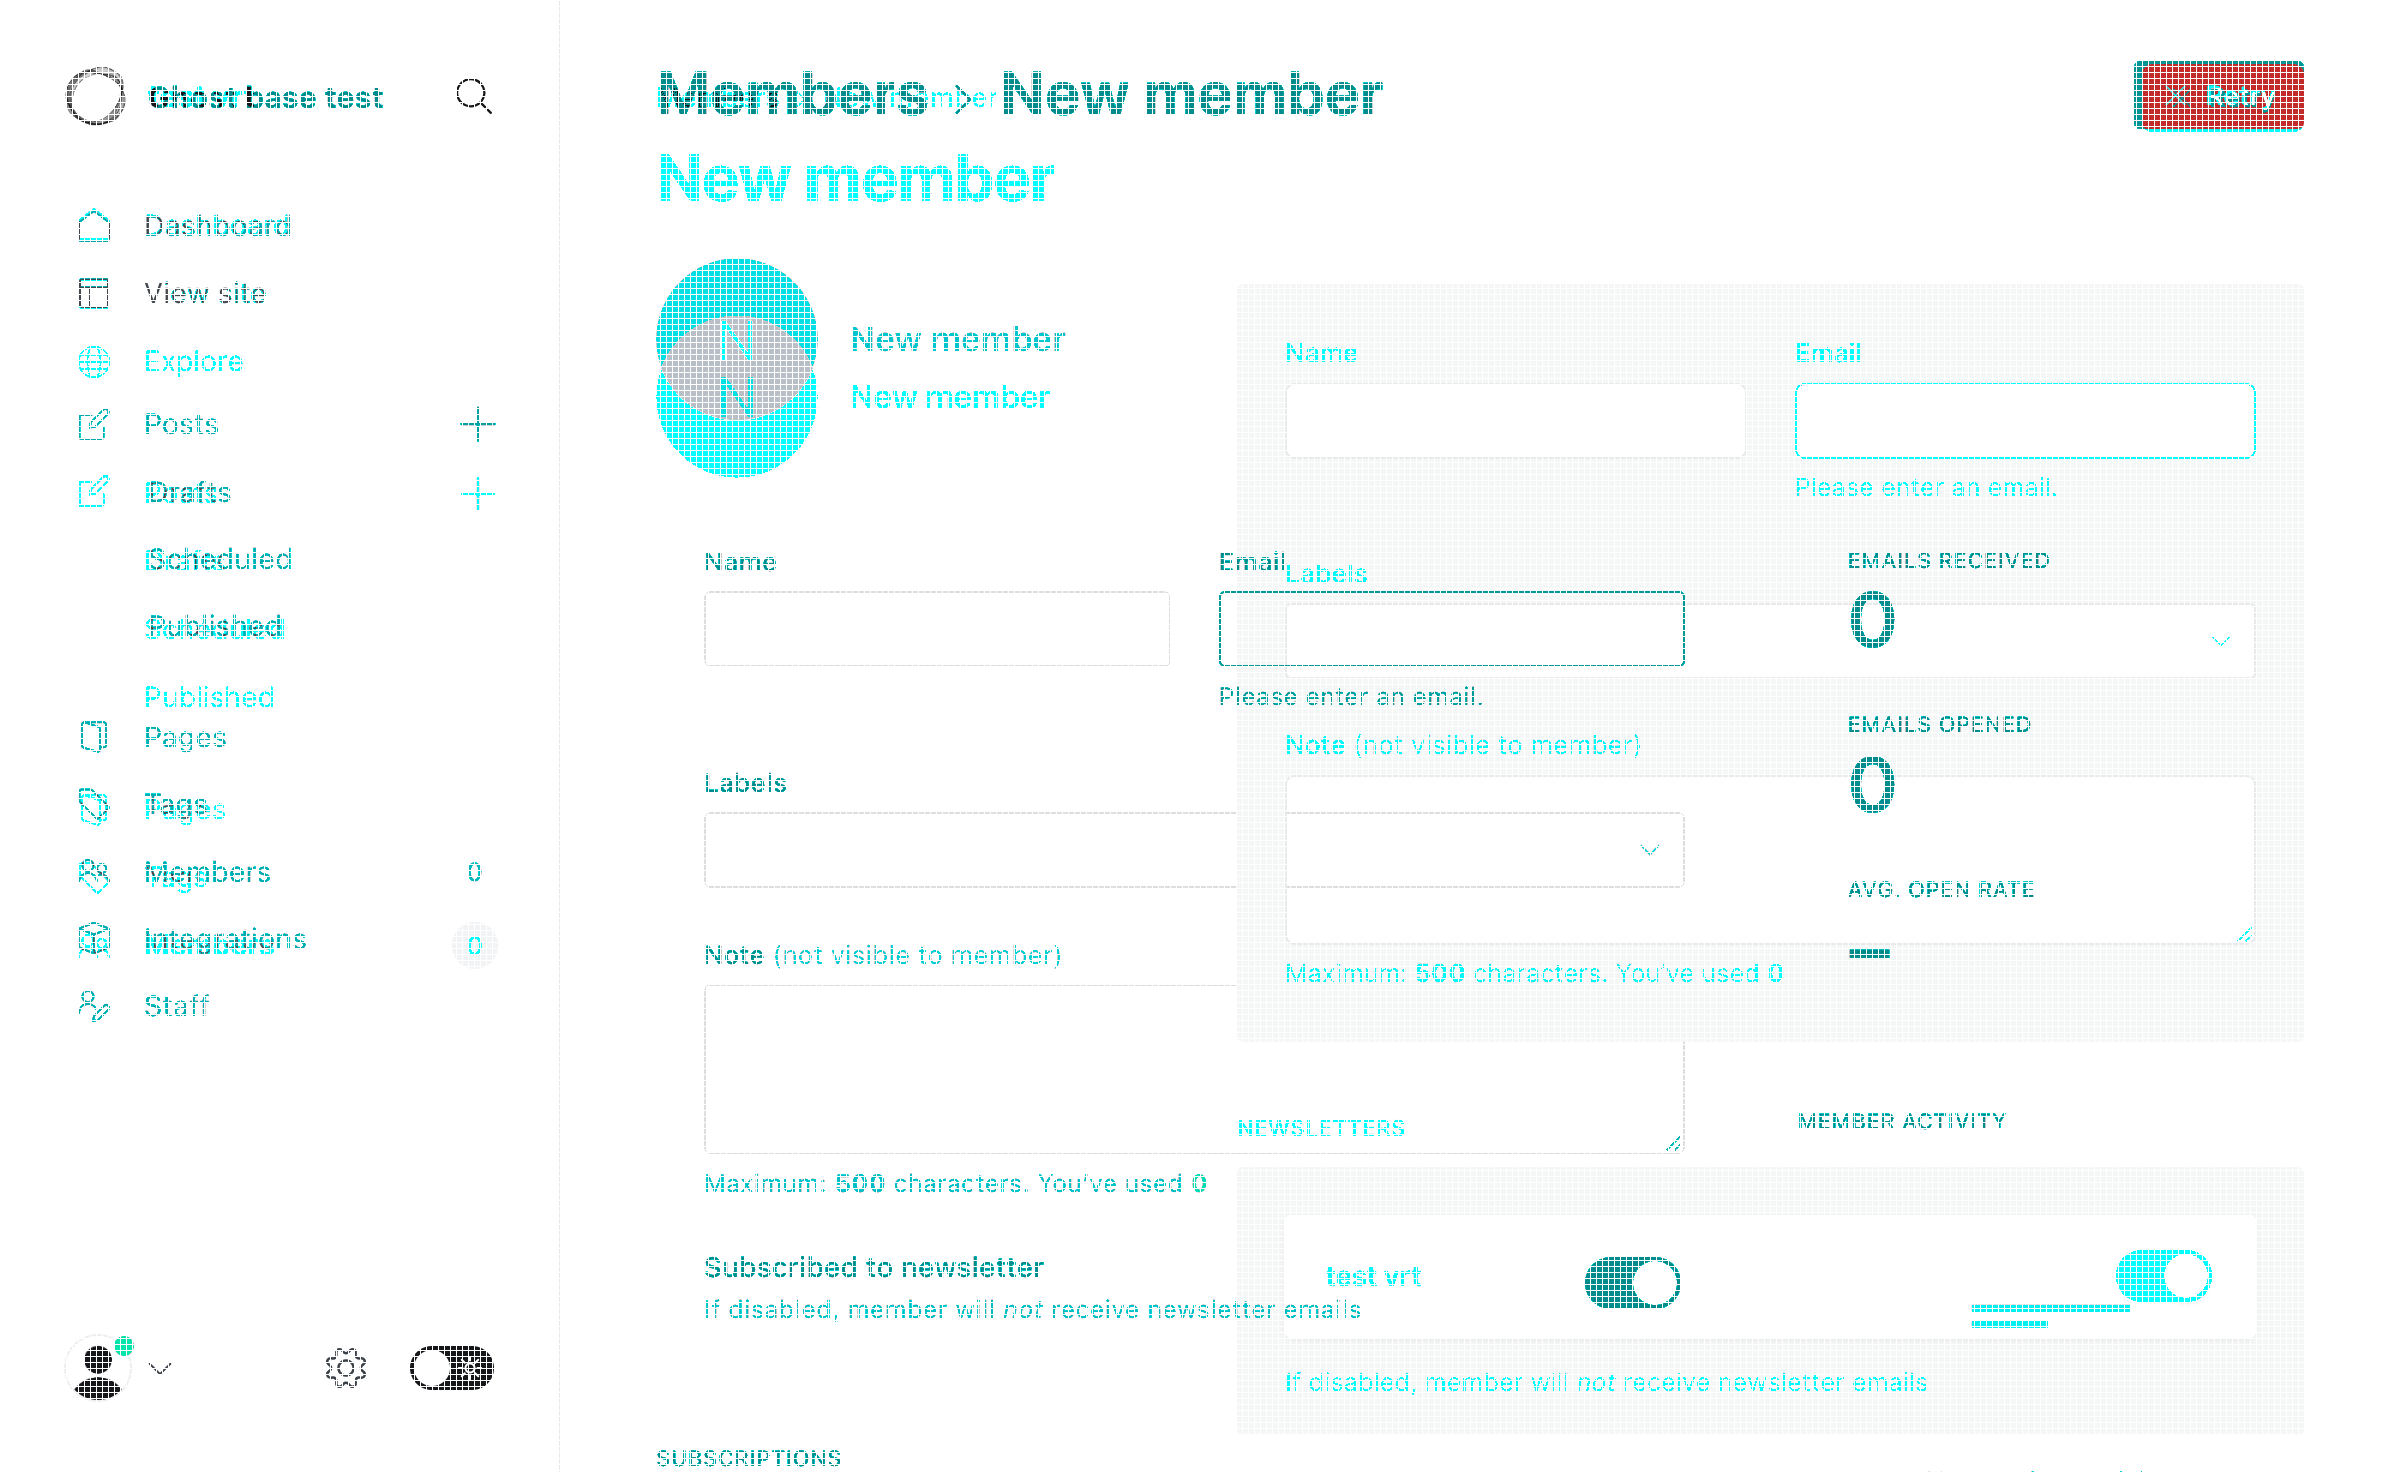 Ghost base test
Members > New member
Retry
New member
Dashboard
View site
Explore
Posts
Drafts
Scheduled
Published
Published
Pages
Tags
Members 0
Integrations 0
Staff
N
New member
N
New member
Name
Email
Please enter an email.
Labels
Note (not visible to member)
Maximum: 500 characters. You've used 0
NEWSLETTERS
test vrt
If disabled, member will not receive newsletter emails
Name
Email
Please enter an email.
Labels
Note (not visible to member)
Maximum: 500 characters. You've used 0
Subscribed to newsletter
If disabled, member will not receive newsletter emails
SUBSCRIPTIONS
EMAILS RECEIVED
0
EMAILS OPENED
0
AVG. OPEN RATE
–
MEMBER ACTIVITY